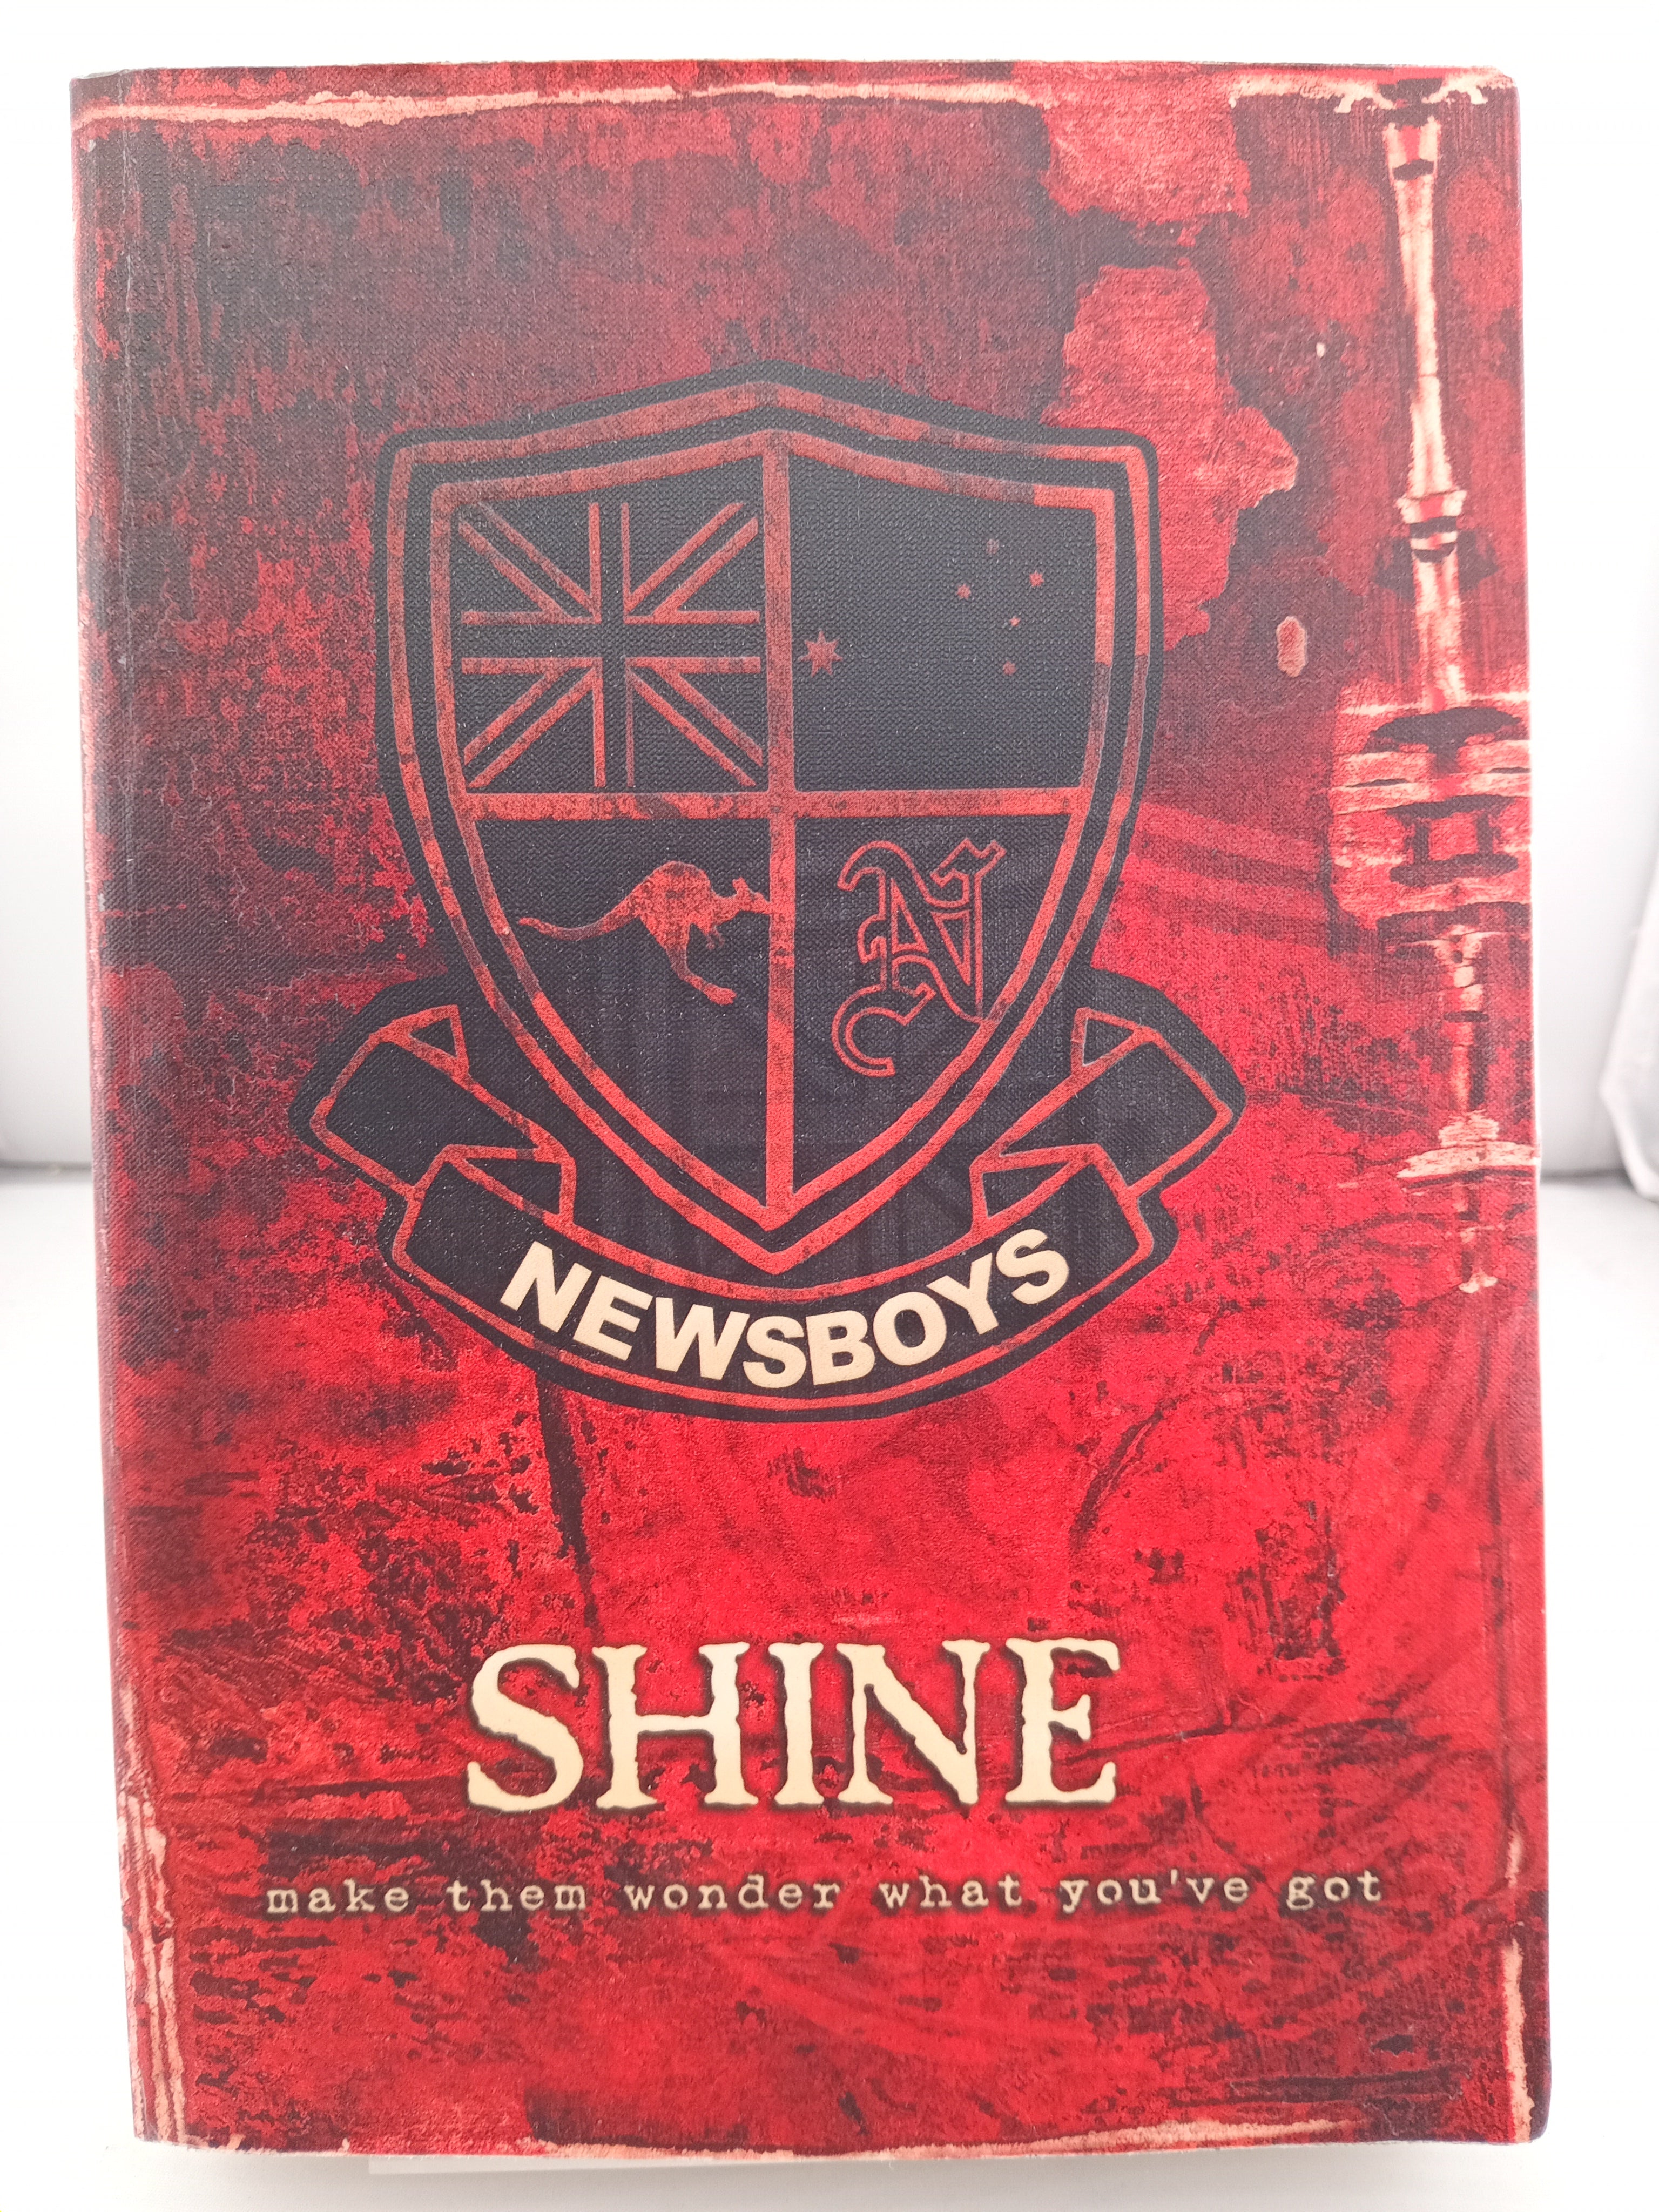 N
NEWSBOYS
SHINE
make them wonder what you've got